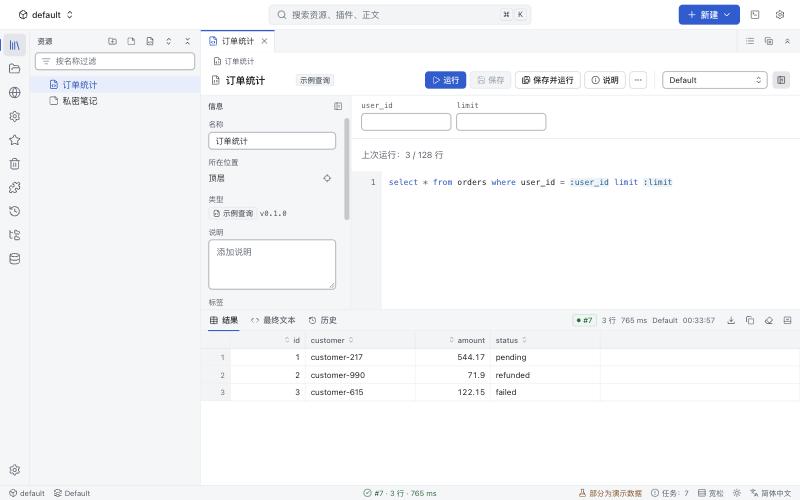 default
搜索资源、插件、正文 ⌘ K
新建
资源
按名称过滤
订单统计
私密笔记
订单统计
订单统计
订单统计 示例查询
运行 保存 保存并运行 说明 ··· Default
信息
名称
订单统计
所在位置
顶层
类型
示例查询 v0.1.0
说明
添加说明
标签
user_id limit
上次运行: 3 / 128 行
1 select * from orders where user_id = :user_id limit :limit
结果 最终文本 历史 #7 3 行 765 ms Default 00:33:57
id customer amount status
1 1 customer-217 544.17 pending
2 2 customer-990 71.9 refunded
3 3 customer-615 122.15 failed
default Default #7 · 3 行 · 765 ms 部分为演示数据 任务: 7 宽松 简体中文